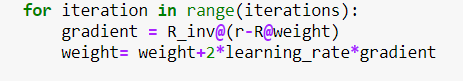 for iteration in range(iterations):
    gradient = R_inv@(r-R@weight)
    weight= weight+2*learning_rate*gradient